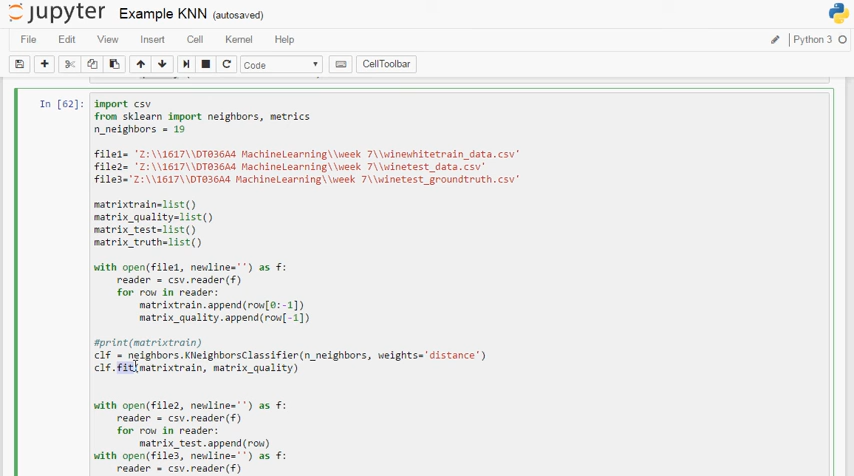 jupyter Example KNN (autosaved)
File Edit View Insert Cell Kernel Help Python 3
Code CellToolbar
In [62]: import csv
from sklearn import neighbors, metrics
n_neighbors = 19
file1= 'Z:\\1617\\DT036A4 MachineLearning\\week 7\\winewhitetrain_data.csv'
file2= 'Z:\\1617\\DT036A4 MachineLearning\\week 7\\winetest_data.csv'
file3='Z:\\1617\\DT036A4 MachineLearning\\week 7\\winetest_groundtruth.csv'
matrixtrain=list()
matrix_quality=list()
matrix_test=list()
matrix_truth=list()
with open(file1, newline='') as f:
    reader = csv.reader(f)
    for row in reader:
        matrixtrain.append(row[0:-1])
        matrix_quality.append(row[-1])
#print(matrixtrain)
clf = neighbors.KNeighborsClassifier(n_neighbors, weights='distance')
clf.fit(matrixtrain, matrix_quality)
with open(file2, newline='') as f:
    reader = csv.reader(f)
    for row in reader:
        matrix_test.append(row)
with open(file3, newline='') as f:
    reader = csv.reader(f)